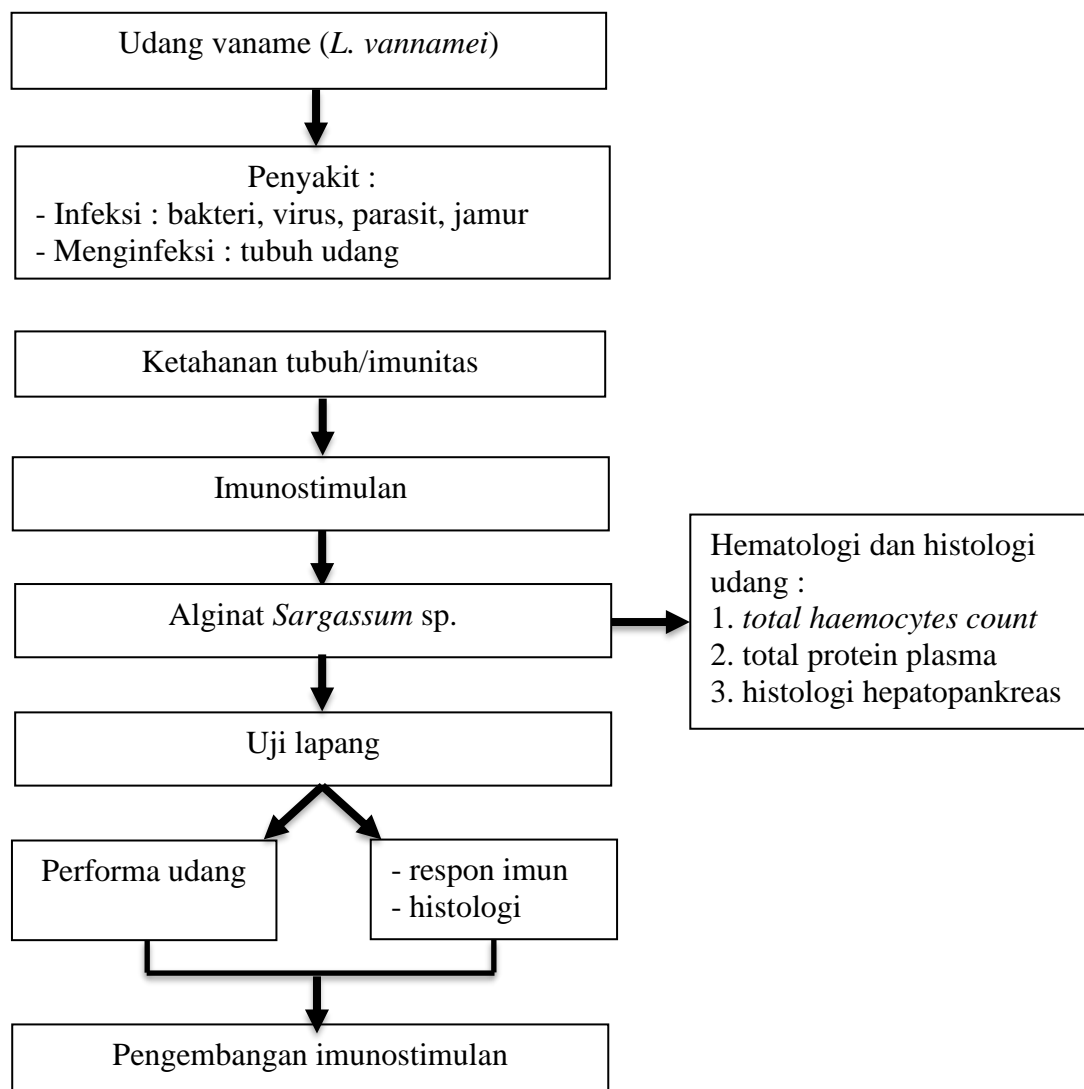 Udang vaname (L. vannamei)
Penyakit :
- Infeksi : bakteri, virus, parasit, jamur
- Menginfeksi : tubuh udang
Ketahanan tubuh/imunitas
Imunostimulan
Alginat Sargassum sp.
Hematologi dan histologi
udang :
1. total haemocytes count
2. total protein plasma
3. histologi hepatopankreas
Uji lapang
Performa udang
- respon imun
- histologi
Pengembangan imunostimulan